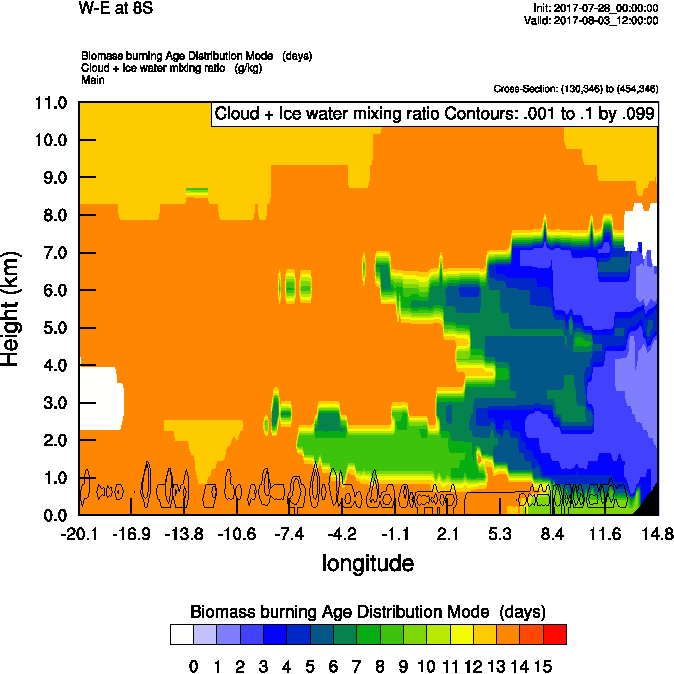 W-E at 8S
Init: 2017-07-28_00:00:00
Valid: 2017-08-03_12:00:00
Biomass burning Age Distribution Mode (days)
Cloud + Ice water mixing ratio (g/kg)
Main
Cross-Section: (130,346) to (454,346)
Cloud + Ice water mixing ratio Contours: .001 to .1 by .099
11.0
10.0
9.0
8.0
7.0
6.0
5.0
4.0
3.0
2.0
1.0
0.0
Height (km)
-20.1 -16.9 -13.8 -10.6 -7.4 -4.2 -1.1 2.1 5.3 8.4 11.6 14.8
longitude
Biomass burning Age Distribution Mode (days)
0 1 2 3 4 5 6 7 8 9 10 11 12 13 14 15